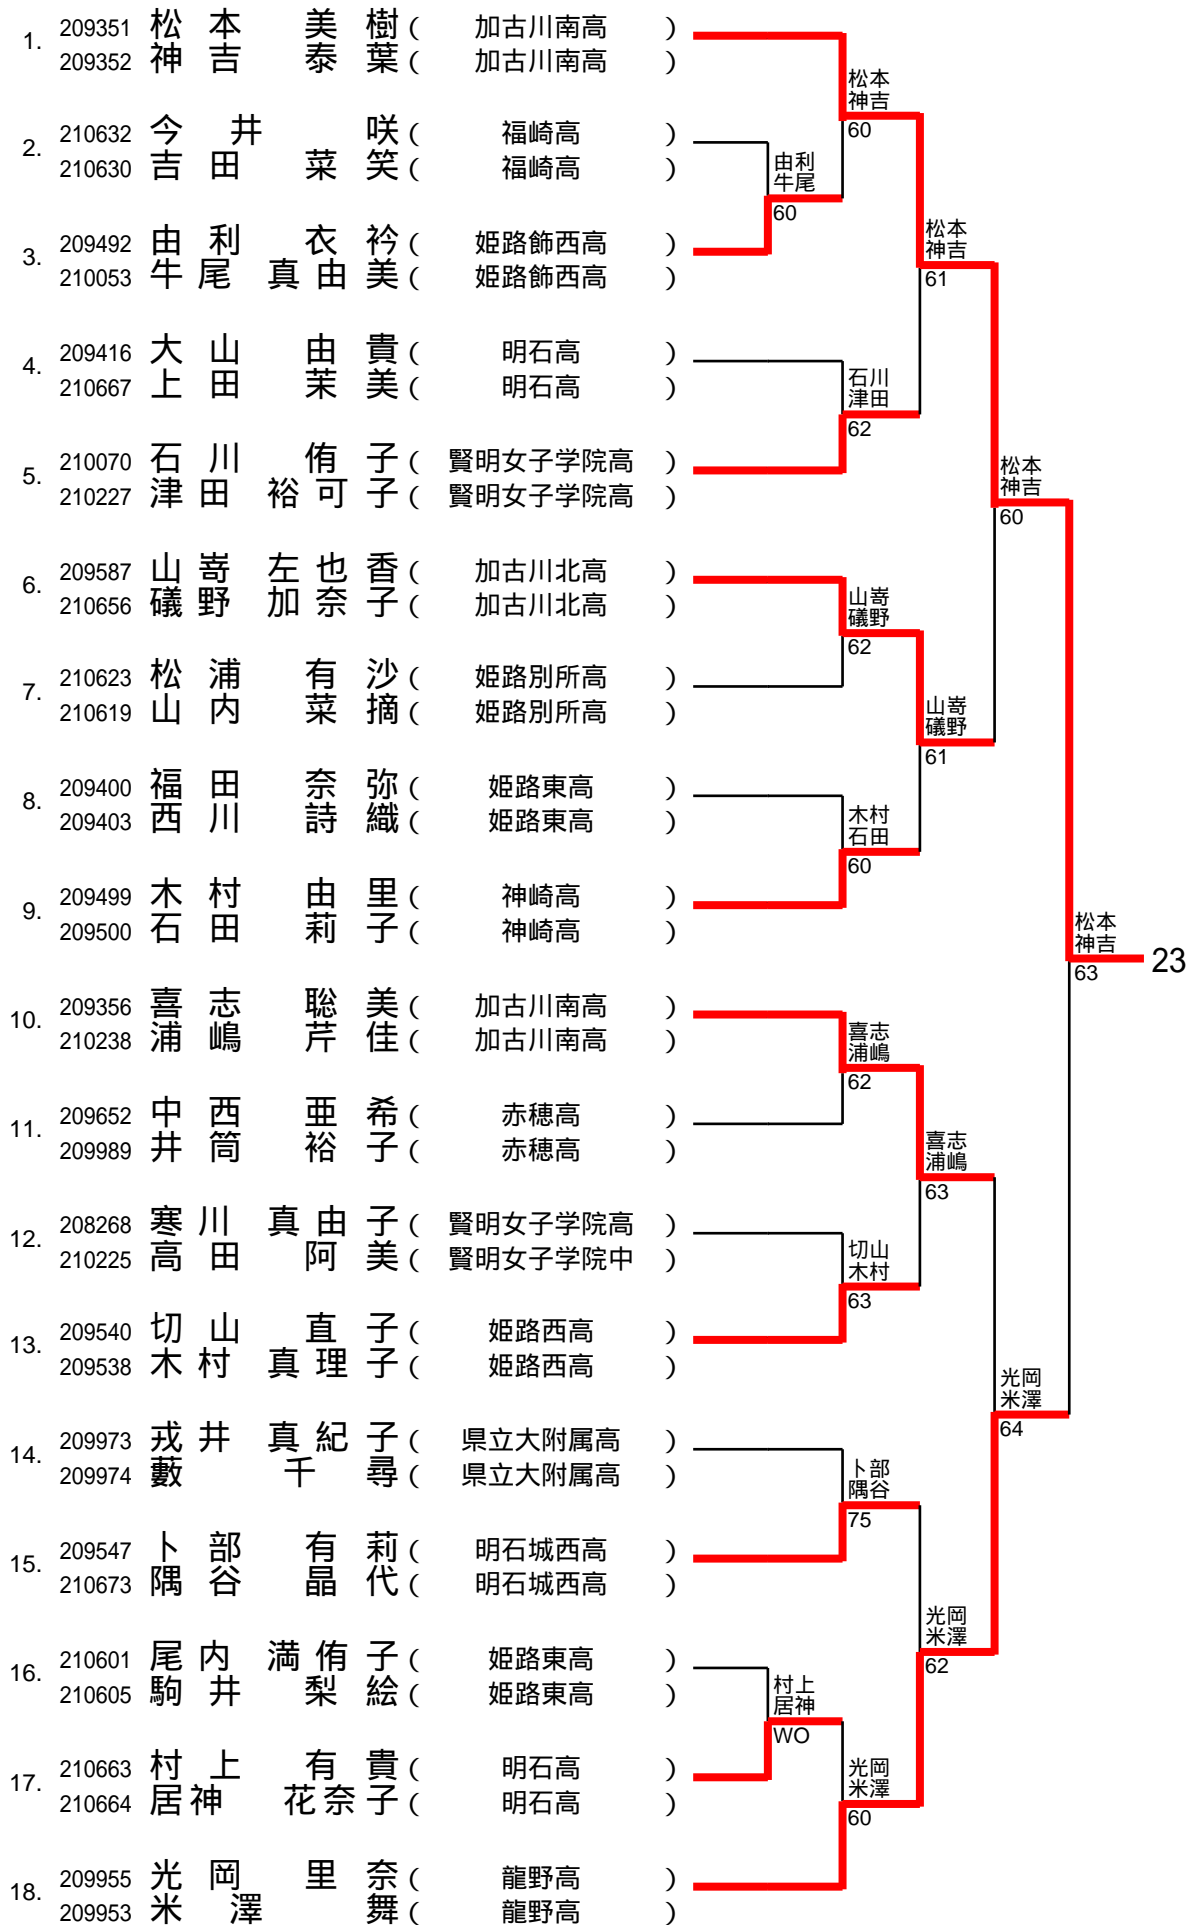 1. 209351 松本 美樹 ( 加古川南高 )
209352 神吉 泰葉 ( 加古川南高 )
松本
神吉
60
2. 210632 今井 咲 ( 福崎高 )
210630 吉田 菜笑 ( 福崎高 )
由利
牛尾
60
3. 209492 由利 衣衿 ( 姫路飾西高 )
210053 牛尾 真由美 ( 姫路飾西高 )
松本
神吉
61
4. 209416 大山 由貴 ( 明石高 )
210667 上田 茉美 ( 明石高 )
石川
津田
62
5. 210070 石川 侑子 ( 賢明女子学院高 )
210227 津田 裕可子 ( 賢明女子学院高 )
松本
神吉
60
6. 209587 山嵜 左也香 ( 加古川北高 )
210656 礒野 加奈子 ( 加古川北高 )
山嵜
礒野
62
7. 210623 松浦 有沙 ( 姫路別所高 )
210619 山内 菜摘 ( 姫路別所高 )
山嵜
礒野
61
8. 209400 福田 奈弥 ( 姫路東高 )
209403 西川 詩織 ( 姫路東高 )
木村
石田
60
9. 209499 木村 由里 ( 神崎高 )
209500 石田 莉子 ( 神崎高 )
松本
神吉
63
23
10. 209356 喜志 聡美 ( 加古川南高 )
210238 浦嶋 芹佳 ( 加古川南高 )
喜志
浦嶋
62
11. 209652 中西 亜希 ( 赤穂高 )
209989 井筒 裕子 ( 赤穂高 )
喜志
浦嶋
63
12. 208268 寒川 真由子 ( 賢明女子学院高 )
210225 高田 阿美 ( 賢明女子学院中 )
切山
木村
63
13. 209540 切山 直子 ( 姫路西高 )
209538 木村 真理子 ( 姫路西高 )
光岡
米澤
64
14. 209973 戎井 真紀子 ( 県立大附属高 )
209974 藪 千尋 ( 県立大附属高 )
卜部
隅谷
75
15. 209547 卜部 有莉 ( 明石城西高 )
210673 隅谷 晶代 ( 明石城西高 )
光岡
米澤
62
16. 210601 尾内 満侑子 ( 姫路東高 )
210605 駒井 梨絵 ( 姫路東高 )
村上
居神
WO
17. 210663 村上 有貴 ( 明石高 )
210664 居神 花奈子 ( 明石高 )
光岡
米澤
60
18. 209955 光岡 里奈 ( 龍野高 )
209953 米澤 舞 ( 龍野高 )